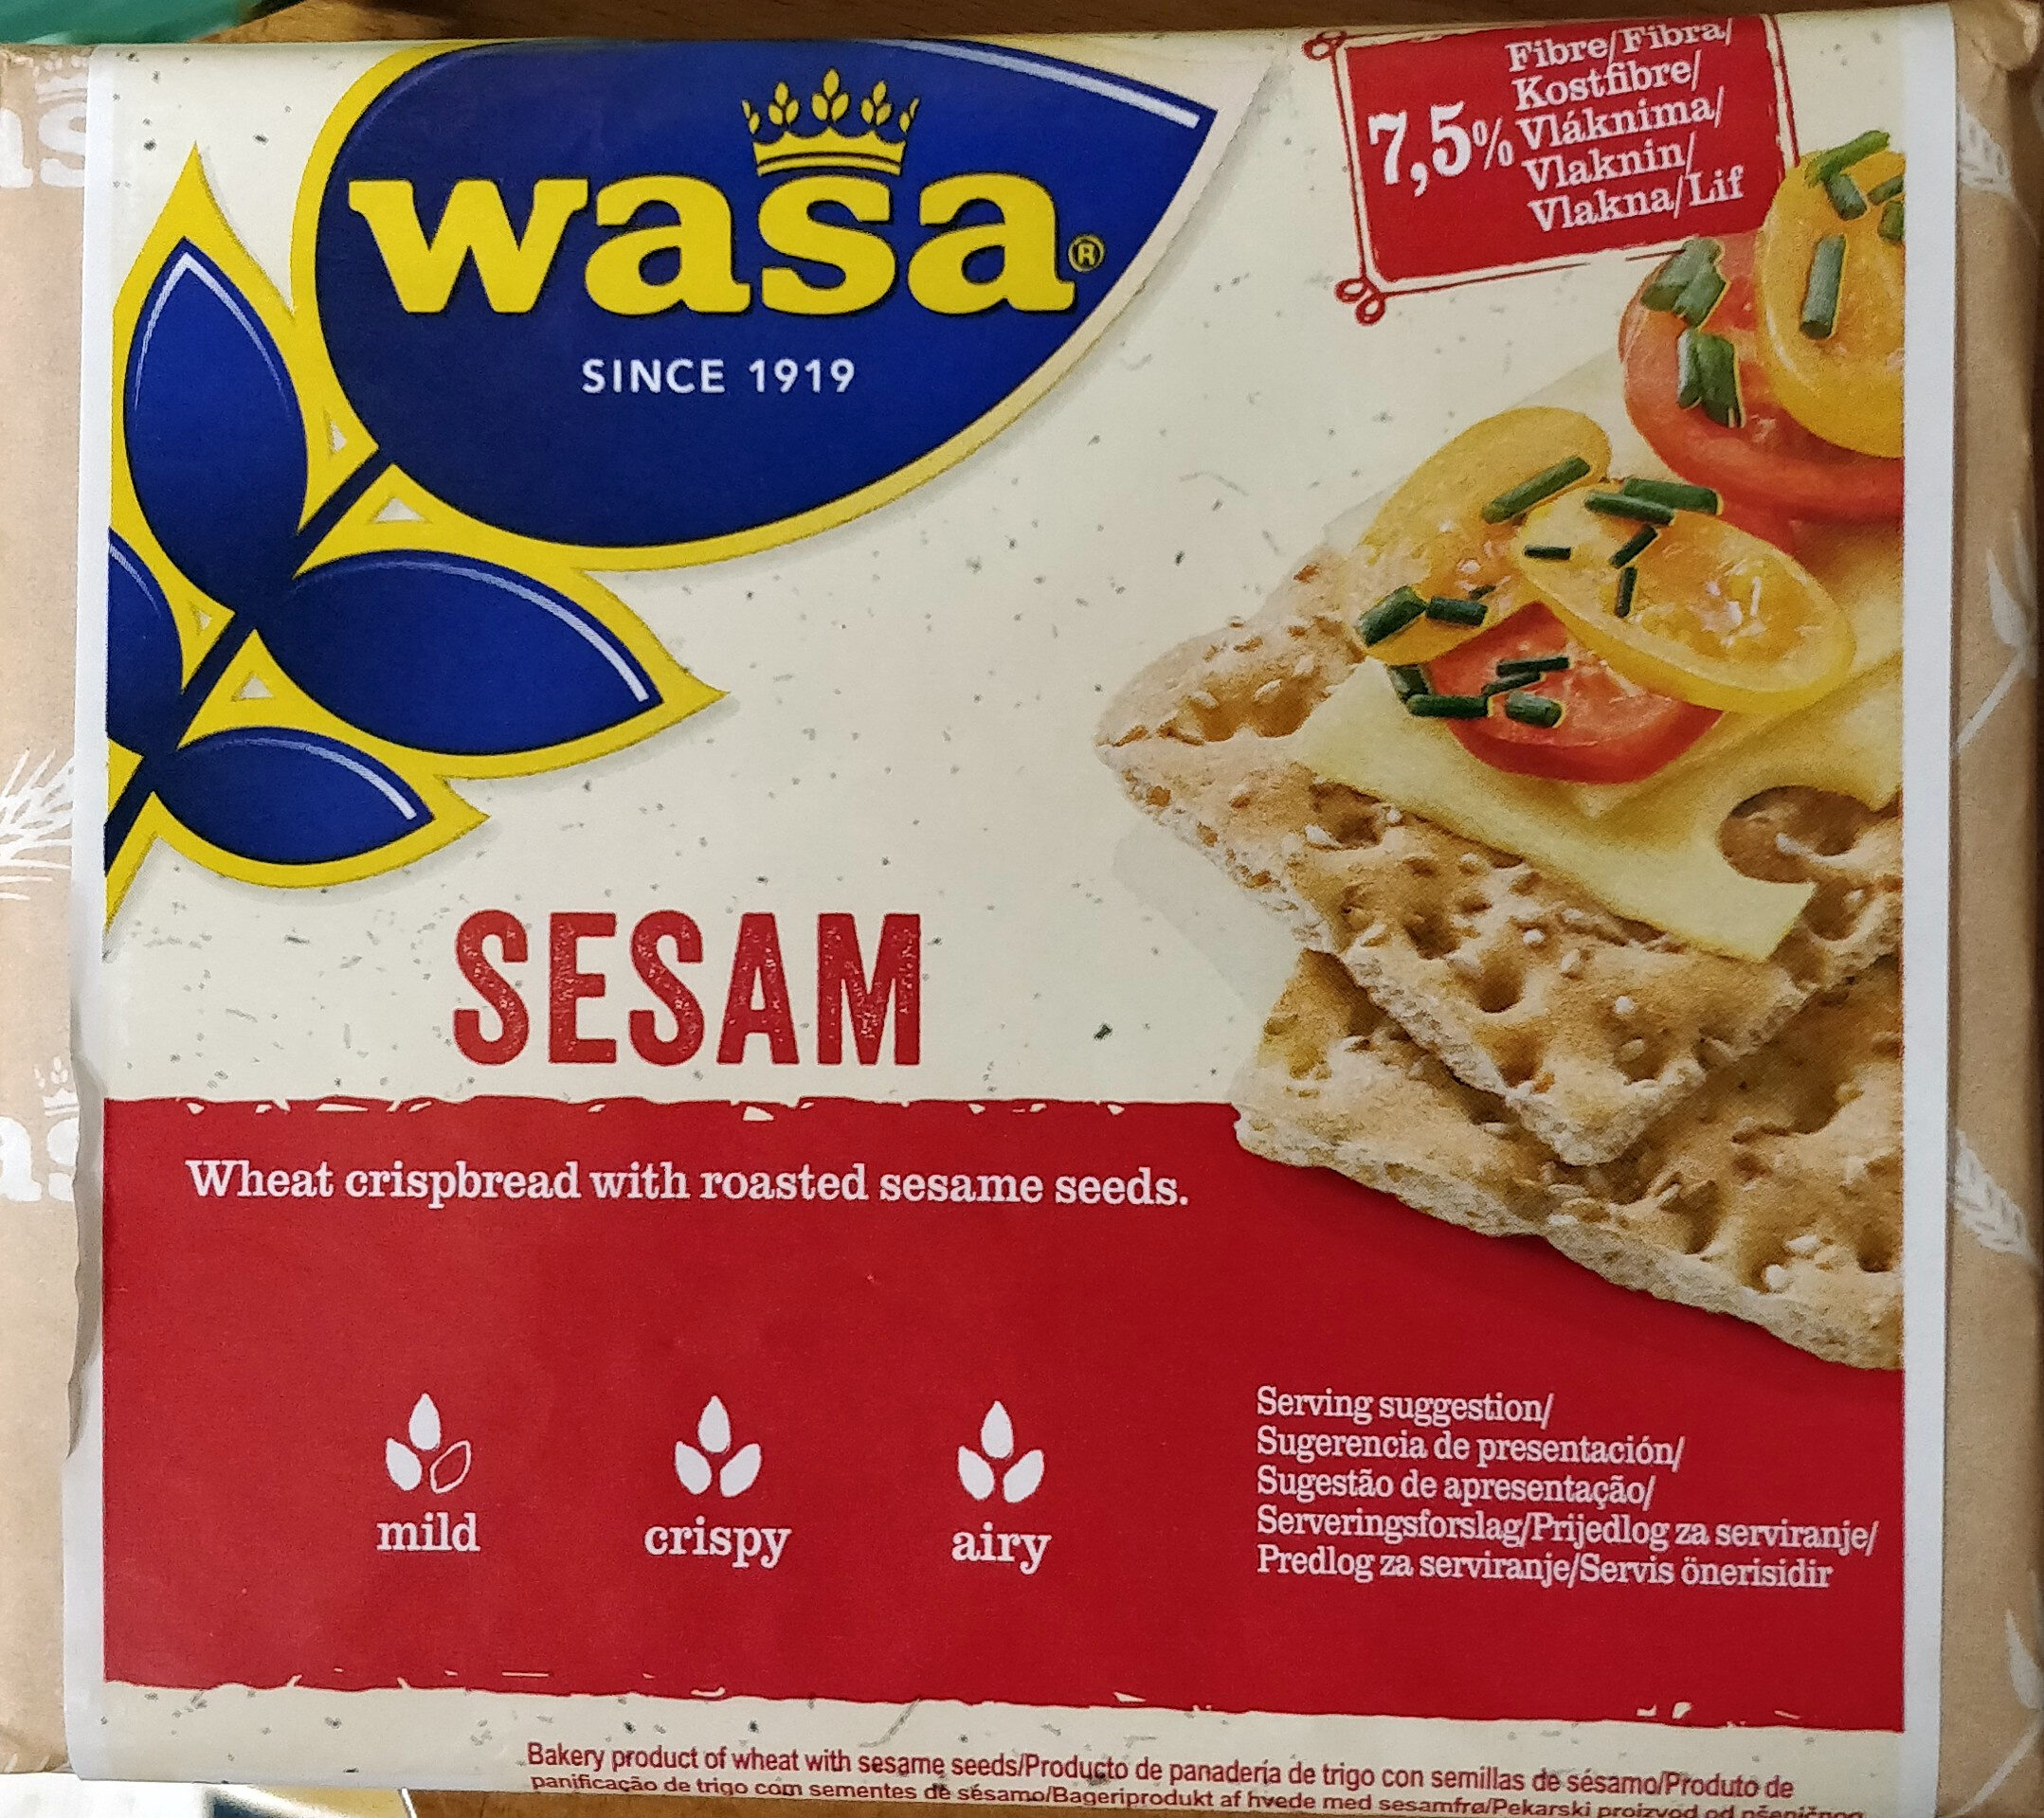 Fibre/Fibra/
Kostfibre/
7,5% Vláknima/
Vlaknin/
Vlakna/Lif
wasa®
SINCE 1919
SESAM
Wheat crispbread with roasted sesame seeds.
mild
crispy
airy
Serving suggestion/
Sugerencia de presentación/
Sugestão de apresentação/
Serveringsforslag/Prijedlog za serviranje/
Predlog za serviranje/Servis önerisidir
Bakery product of wheat with sesame seeds/Producto de panadería de trigo con semillas de sésamo/Produto de
panificação de trigo com sementes de sésamo/Bageriprodukt af hvede med sesamfrø/Pekarski proizvod od